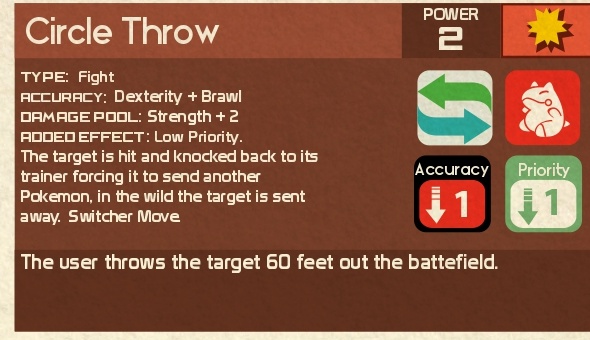 Circle Throw
POWER
2
TYPE: Fight
ACCURACY: Dexterity + Brawl
DAMAGE POOL: Strength + 2
ADDED EFFECT: Low Priority.
The target is hit and knocked back to its
trainer forcing it to send another
Pokemon, in the wild the target is sent
away. Switcher Move
Accuracy
1
Priority
1
The user throws the target 60 feet out the battefield.